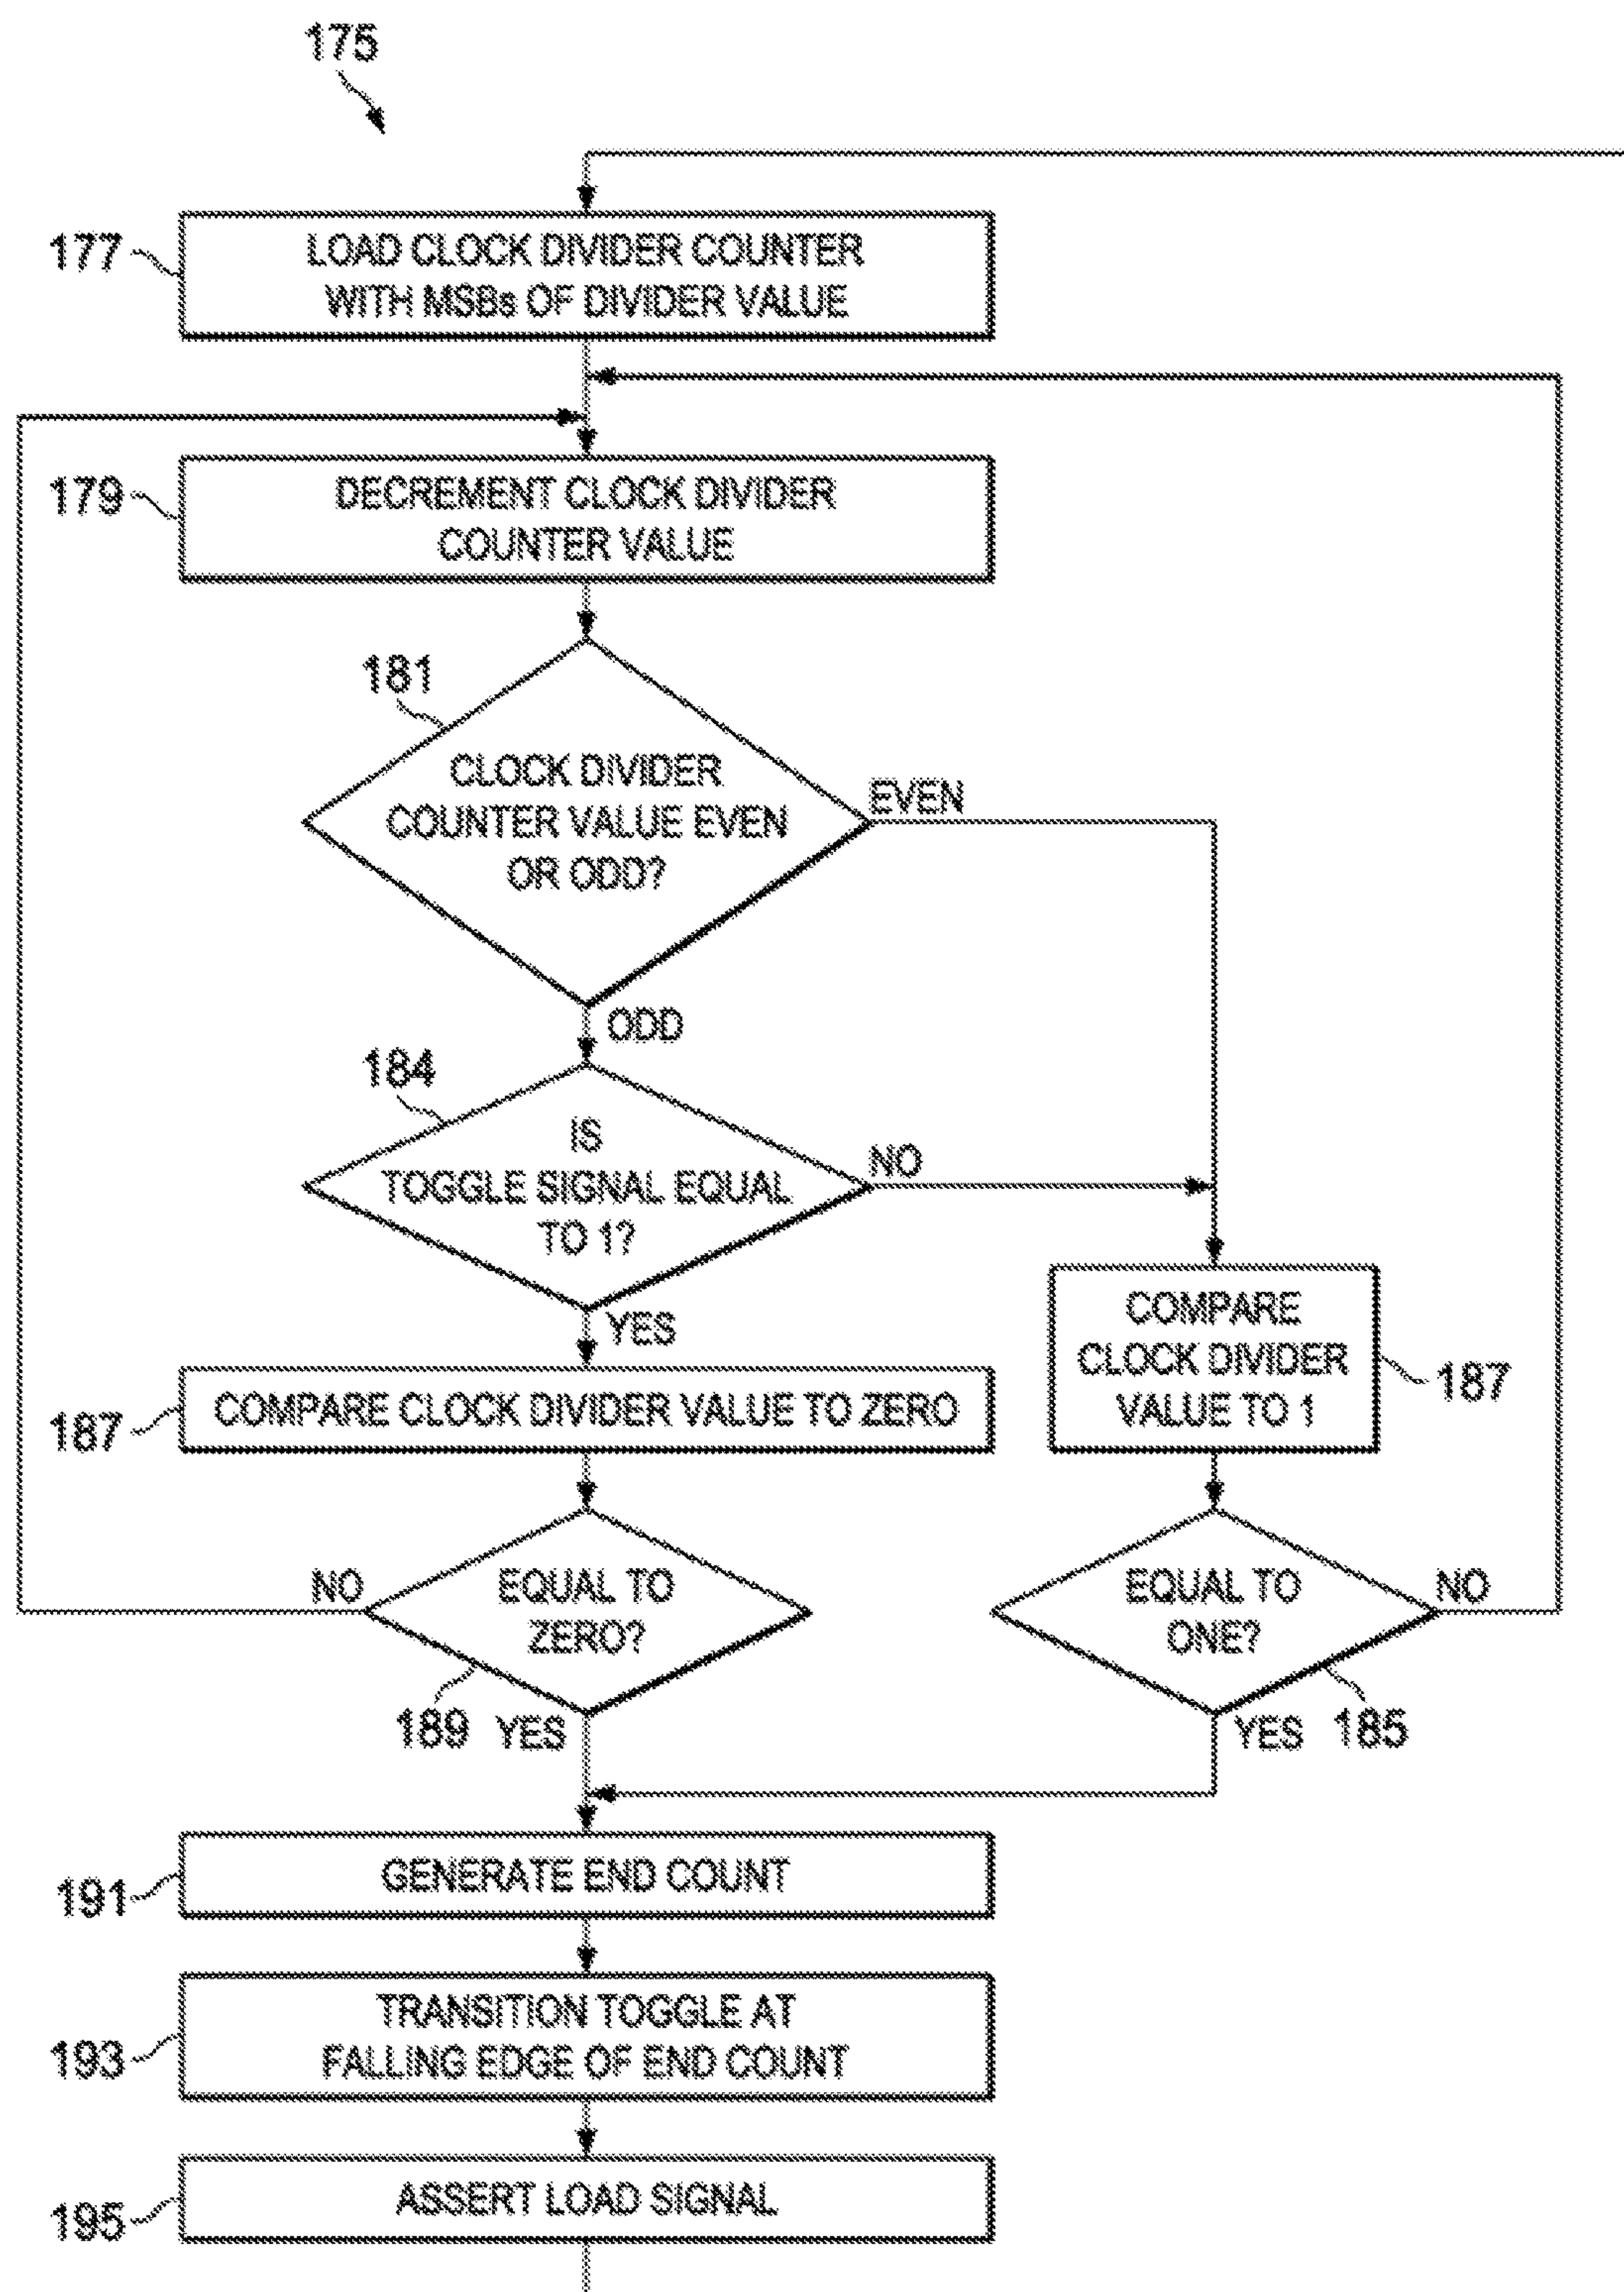 175
177
LOAD CLOCK DIVIDER COUNTER
WITH MSBs OF DIVIDER VALUE
179
DECREMENT CLOCK DIVIDER
COUNTER VALUE
181
CLOCK DIVIDER
COUNTER VALUE EVEN
OR ODD?
EVEN
ODD
184
IS
TOGGLE SIGNAL EQUAL
TO 1?
NO
YES
COMPARE
CLOCK DIVIDER
VALUE TO 1
187
187
COMPARE CLOCK DIVIDER VALUE TO ZERO
NO
EQUAL TO
ZERO?
189
YES
EQUAL TO
ONE?
NO
YES
185
191
GENERATE END COUNT
193
TRANSITION TOGGLE AT
FALLING EDGE OF END COUNT
195
ASSERT LOAD SIGNAL